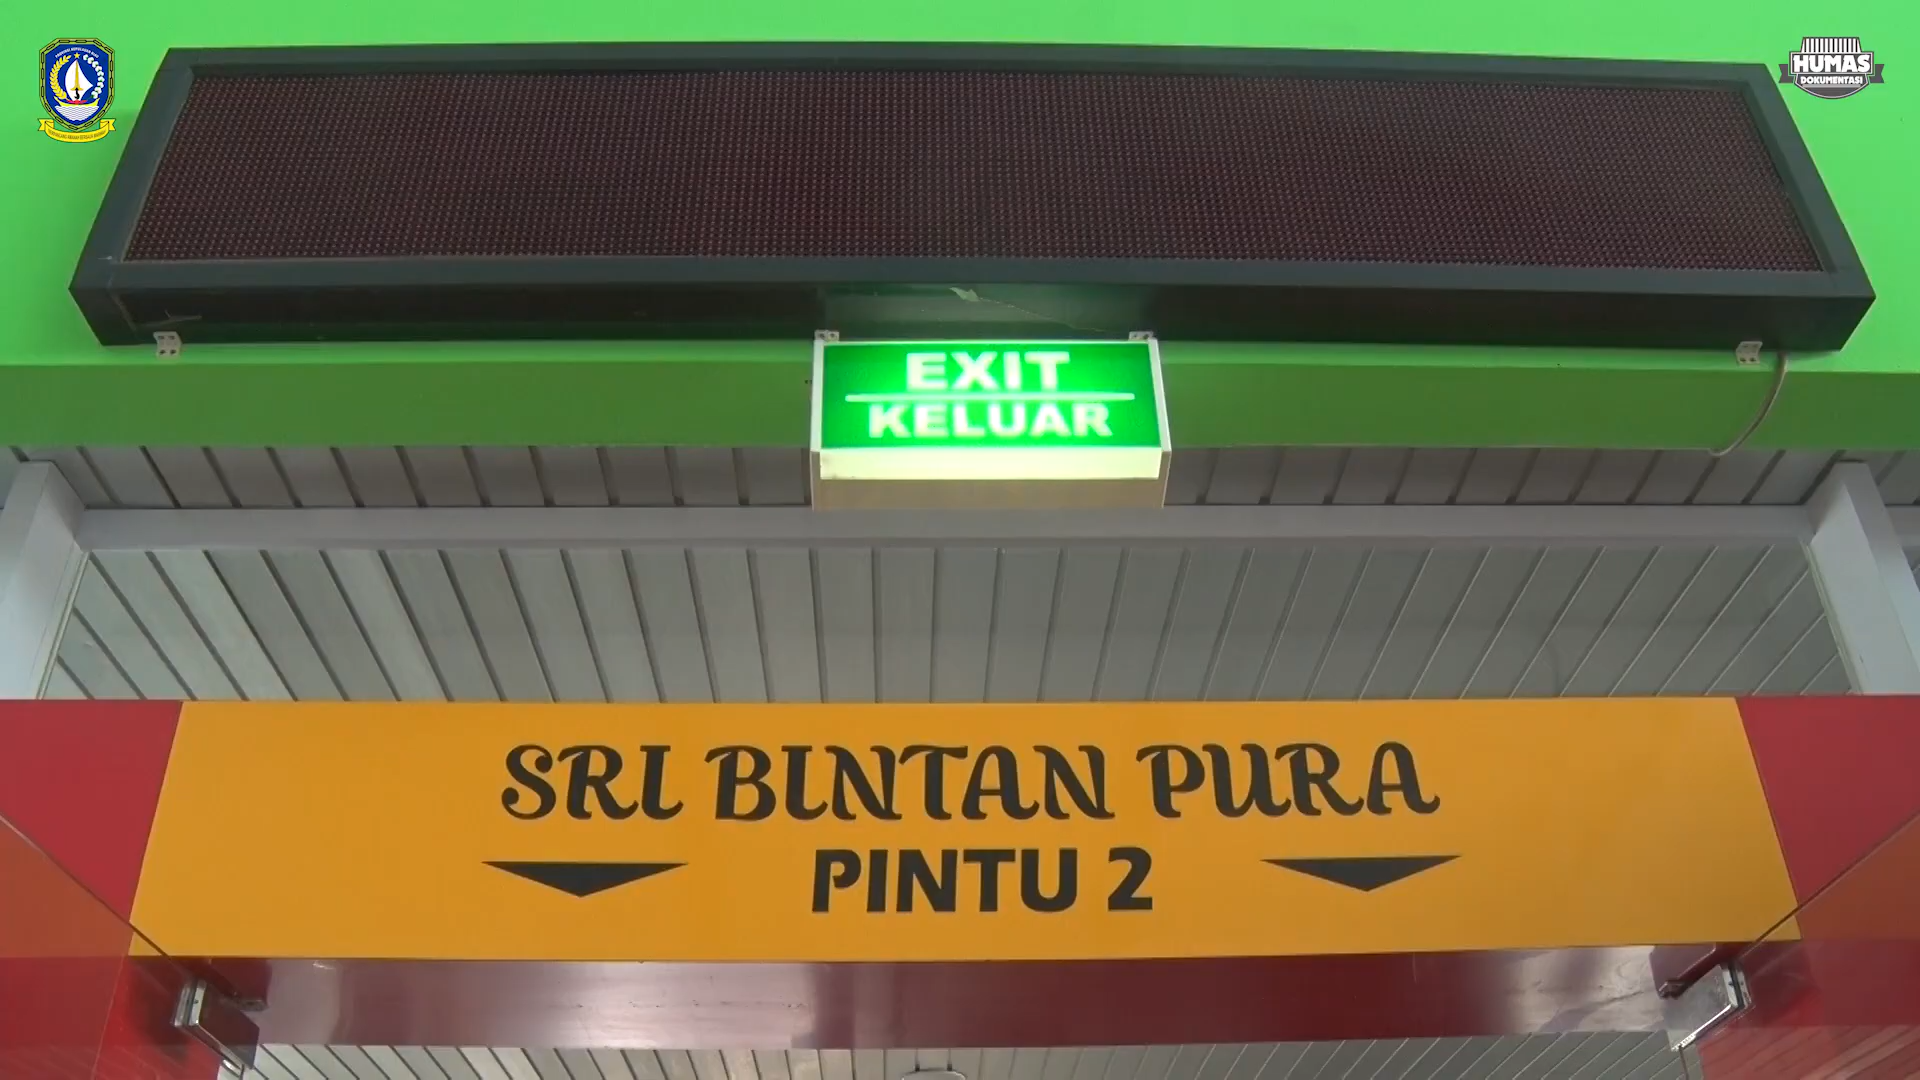 HUMAS
DOKUMENTASI
EXIT
KELUAR
SRI BINTAN PURA
PINTU 2